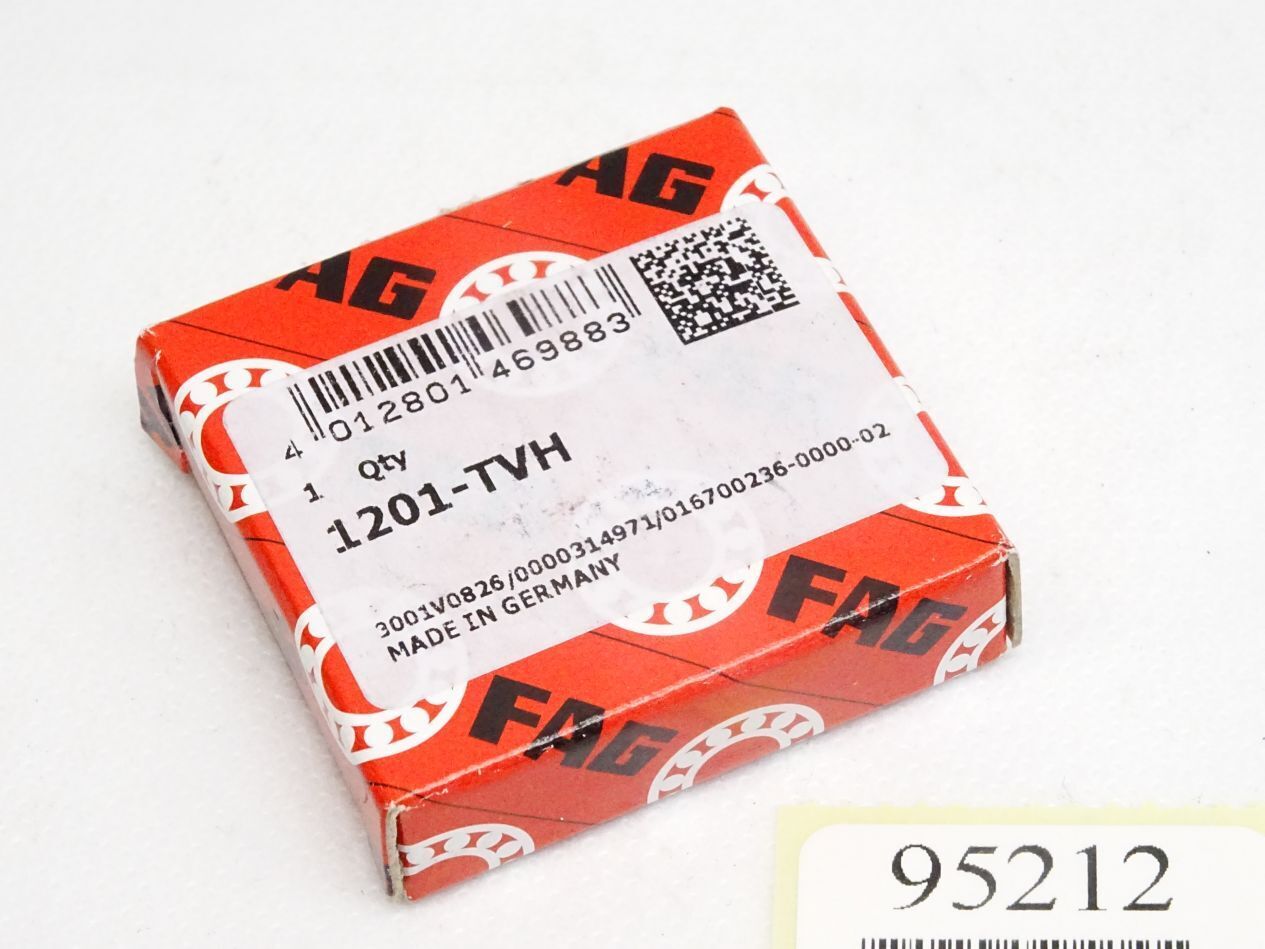 FAG
FAG
4 012801 469883
Qty
1
1201-TVH
3001V0826/0000314971/016700236-0000-02
MADE IN GERMANY
FAG
FAG
95212